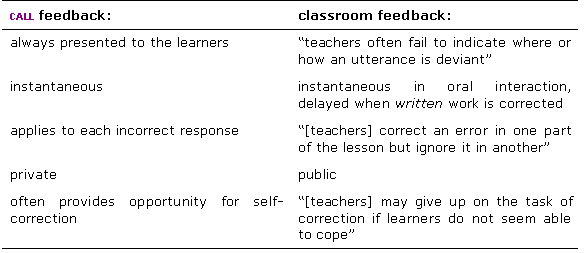 CALL feedback: classroom feedback:
always presented to the learners “teachers often fail to indicate where or
how an utterance is deviant”
instantaneous instantaneous in oral interaction,
delayed when written work is corrected
applies to each incorrect response “[teachers] correct an error in one part
of the lesson but ignore it in another”
private public
often provides opportunity for self- “[teachers] may give up on the task of
correction correction if learners do not seem able
to cope”